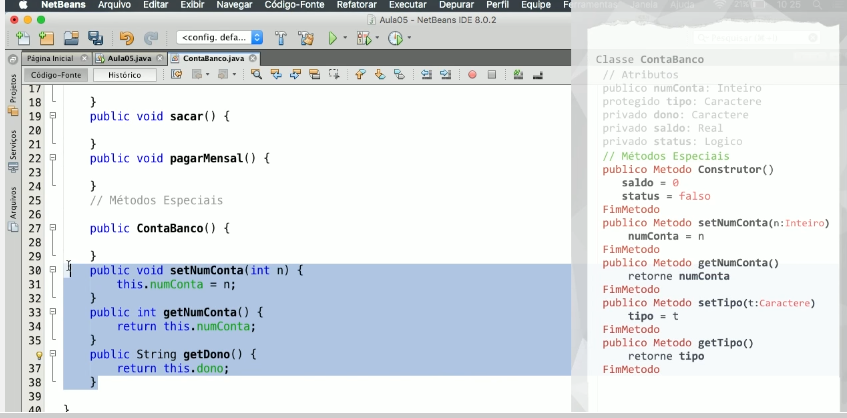 NetBeans Arquivo Editar Exibir Navegar Código-Fonte Refatorar Executar Depurar Perfil Equipe Ferramentas Janela Ajuda 21% 10 25
Aula05 - NetBeans IDE 8.0.2
<config. defa...
Página Inicial Aula05.java ContaBanco.java
Código-Fonte Histórico
Projetos
Serviços
Arquivos
17
18 }
19 public void sacar() {
20
21 }
22 public void pagarMensal() {
23
24 }
25 // Métodos Especiais
26
27 public ContaBanco() {
28
29 }
30 public void setNumConta(int n) {
31 this.numConta = n;
32 }
33 public int getNumConta() {
34 return this.numConta;
35 }
public String getDono() {
37 return this.dono;
38 }
39
40 }
Classe ContaBanco
// Atributos
publico numConta: Inteiro
protegido tipo: Caractere
privado dono: Caractere
privado saldo: Real
privado status: Logico
// Métodos Especiais
publico Metodo Construtor()
saldo = 0
status = falso
FimMetodo
publico Metodo setNumConta(n:Inteiro)
numConta = n
FimMetodo
publico Metodo getNumConta()
retorne numConta
FimMetodo
publico Metodo setTipo(t:Caractere)
tipo = t
FimMetodo
publico Metodo getTipo()
retorne tipo
FimMetodo